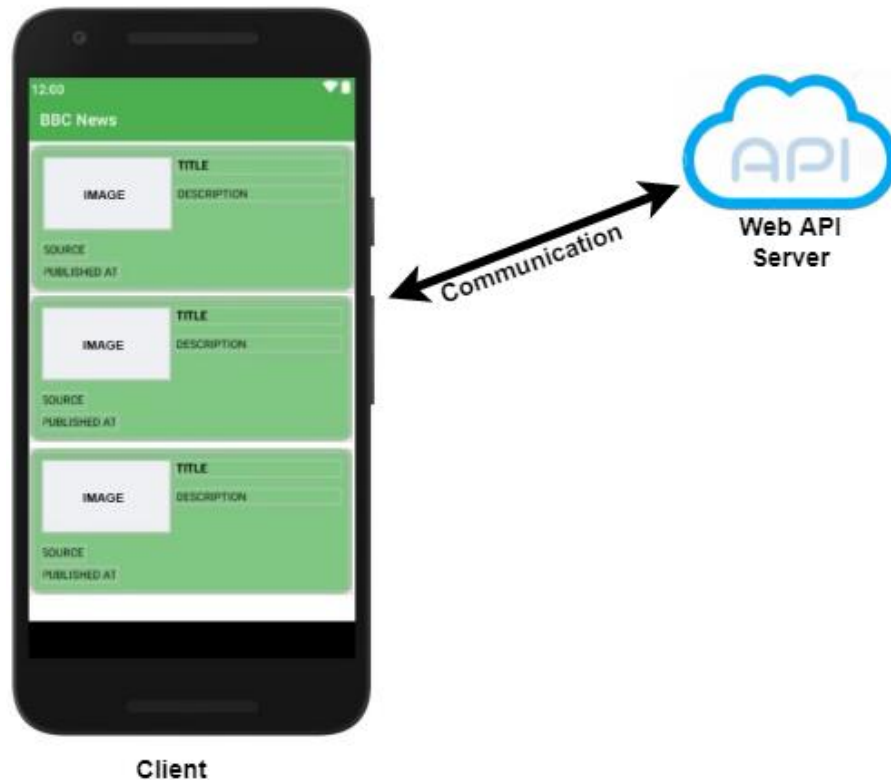 12:00
BBC News
IMAGE
TITLE
DESCRIPTION
SOURCE
PUBLISHED AT
IMAGE
TITLE
DESCRIPTION
SOURCE
PUBLISHED AT
IMAGE
TITLE
DESCRIPTION
SOURCE
PUBLISHED AT
Client
Communication
API
Web API
Server